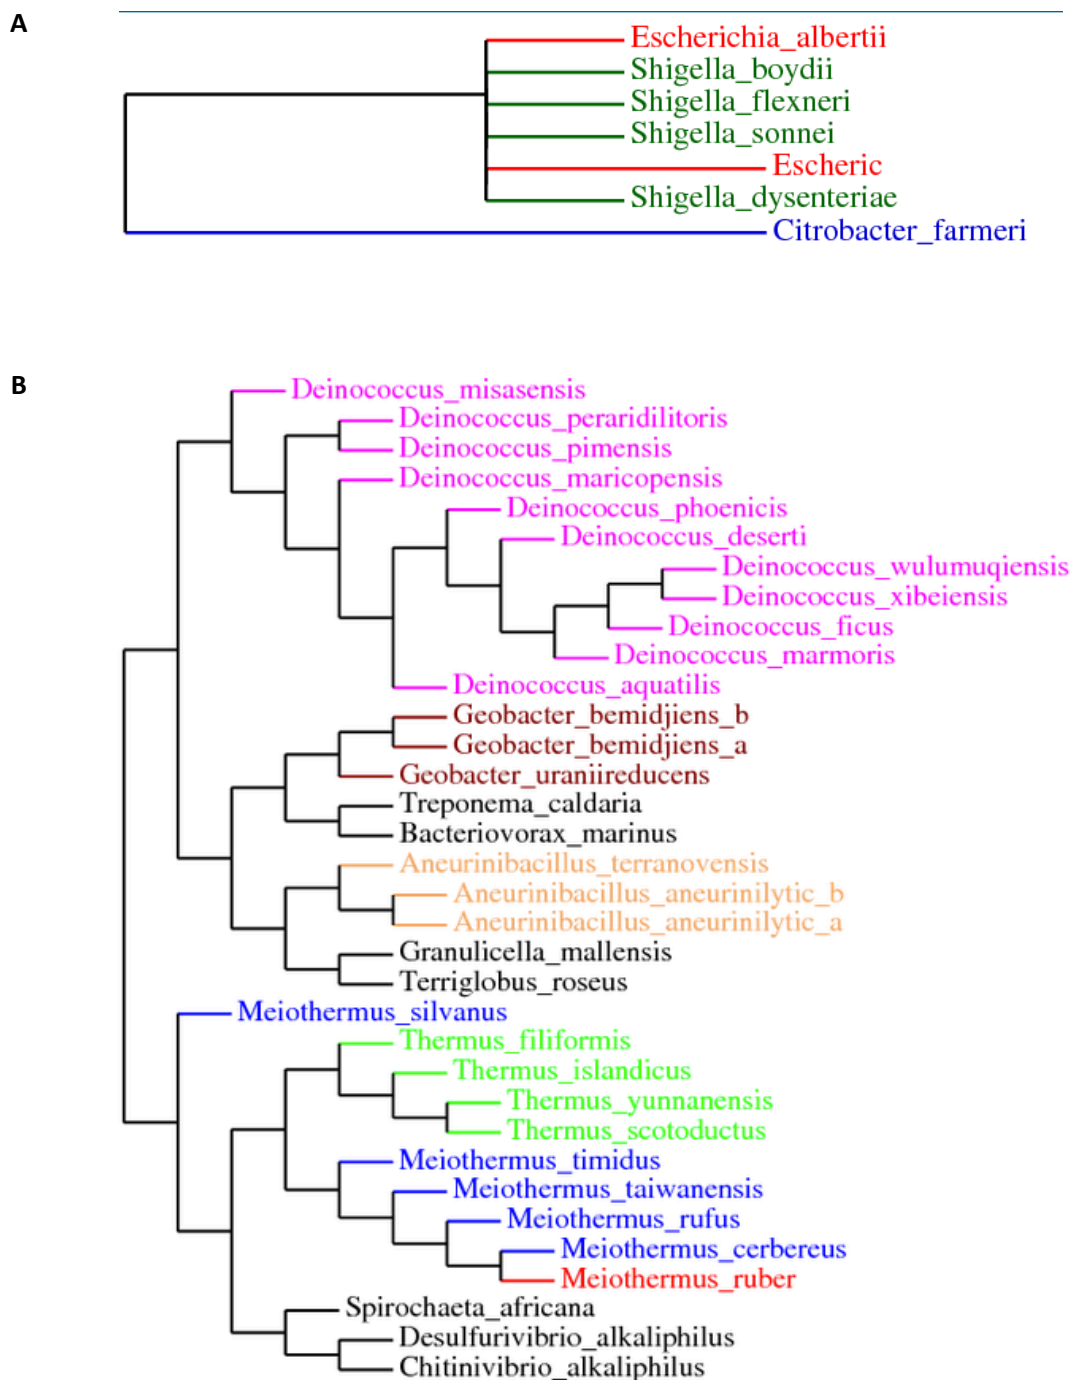 A
Escherichia_albertii
Shigella_boydii
Shigella_flexneri
Shigella_sonnei
Escheric
Shigella_dysenteriae
Citrobacter_farmeri
B
Deinococcus_misasensis
Deinococcus_peraridilitoris
Deinococcus_pimensis
Deinococcus_maricopensis
Deinococcus_phoenicis
Deinococcus_deserti
Deinococcus_wulumuqiensis
Deinococcus_xibeiensis
Deinococcus_ficus
Deinococcus_marmoris
Deinococcus_aquatilis
Geobacter_bemidjiens_b
Geobacter_bemidjiens_a
Geobacter_uraniireducens
Treponema_caldaria
Bacteriovorax_marinus
Aneurinibacillus_terranovensis
Aneurinibacillus_aneurinilytic_b
Aneurinibacillus_aneurinilytic_a
Granulicella_mallensis
Terriglobus_roseus
Meiothermus_silvanus
Thermus_filiformis
Thermus_islandicus
Thermus_yunnanensis
Thermus_scotoductus
Meiothermus_timidus
Meiothermus_taiwanensis
Meiothermus_rufus
Meiothermus_cerbereus
Meiothermus_ruber
Spirochaeta_africana
Desulfurivibrio_alkaliphilus
Chitinivibrio_alkaliphilus